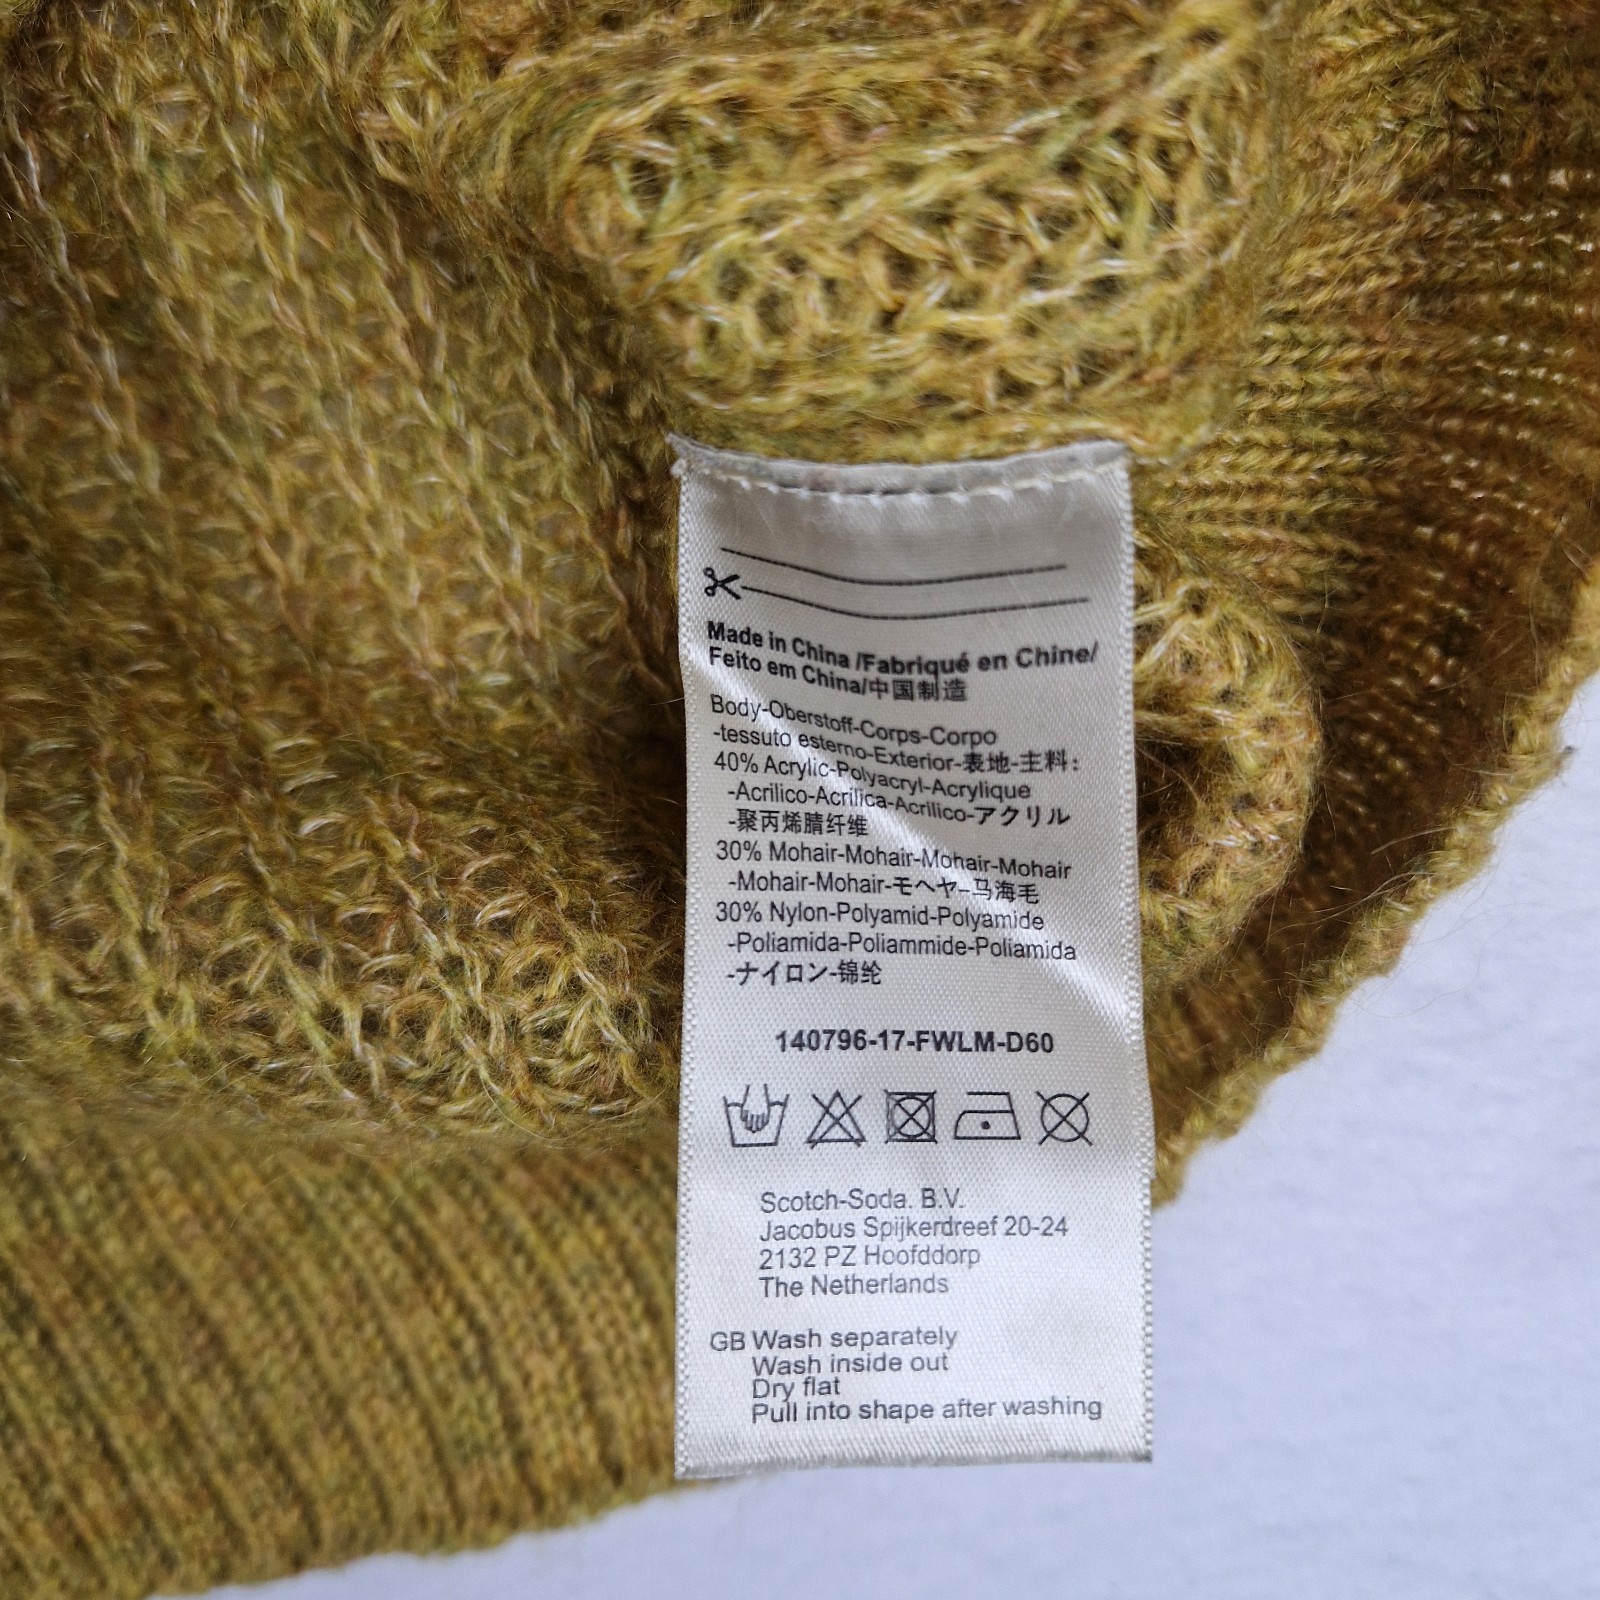 Made in China /Fabriqué en Chine/
Feito em China/中国制造
Body-Oberstoff-Corps-Corpo
-tessuto esterno-Exterior-表地-主料:
40% Acrylic-Polyacryl-Acrylique
-Acrilico-Acrilica-Acrilico-アクリル
-聚丙烯腈纤维
30% Mohair-Mohair-Mohair-Mohair
-Mohair-Mohair-モヘヤ-马海毛
30% Nylon-Polyamid-Polyamide
-Poliamida-Poliammide-Poliamida
-ナイロン-锦纶
140796-17-FWLM-D60
Scotch-Soda. B.V.
Jacobus Spijkerdreef 20-24
2132 PZ Hoofddorp
The Netherlands
GB Wash separately
Wash inside out
Dry flat
Pull into shape after washing